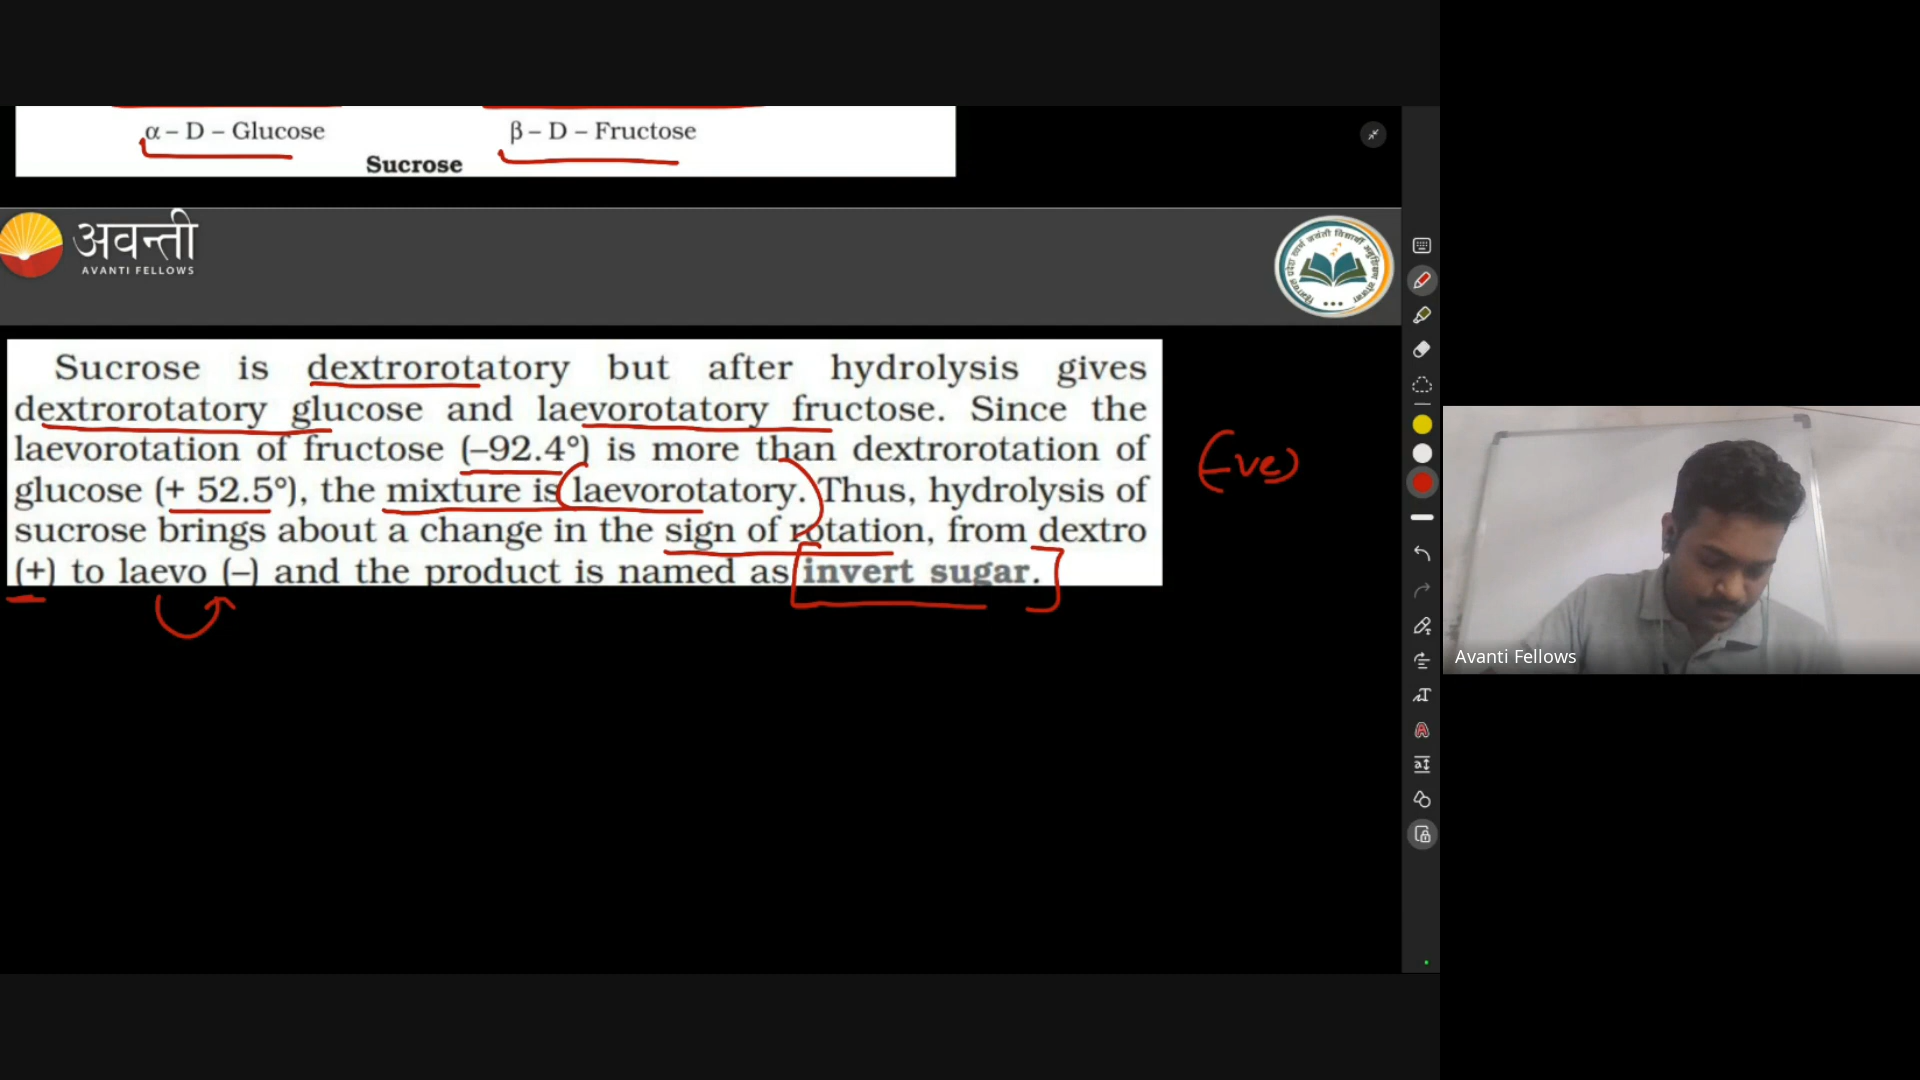 α – D – Glucose β – D – Fructose
Sucrose
अवन्ती
AVANTI FELLOWS
Sucrose is dextrorotatory but after hydrolysis gives
dextrorotatory glucose and laevorotatory fructose. Since the
laevorotation of fructose (–92.4°) is more than dextrorotation of
glucose (+ 52.5°), the mixture is laevorotatory. Thus, hydrolysis of
sucrose brings about a change in the sign of rotation, from dextro
(+) to laevo (–) and the product is named as invert sugar.
(-ve)
Avanti Fellows